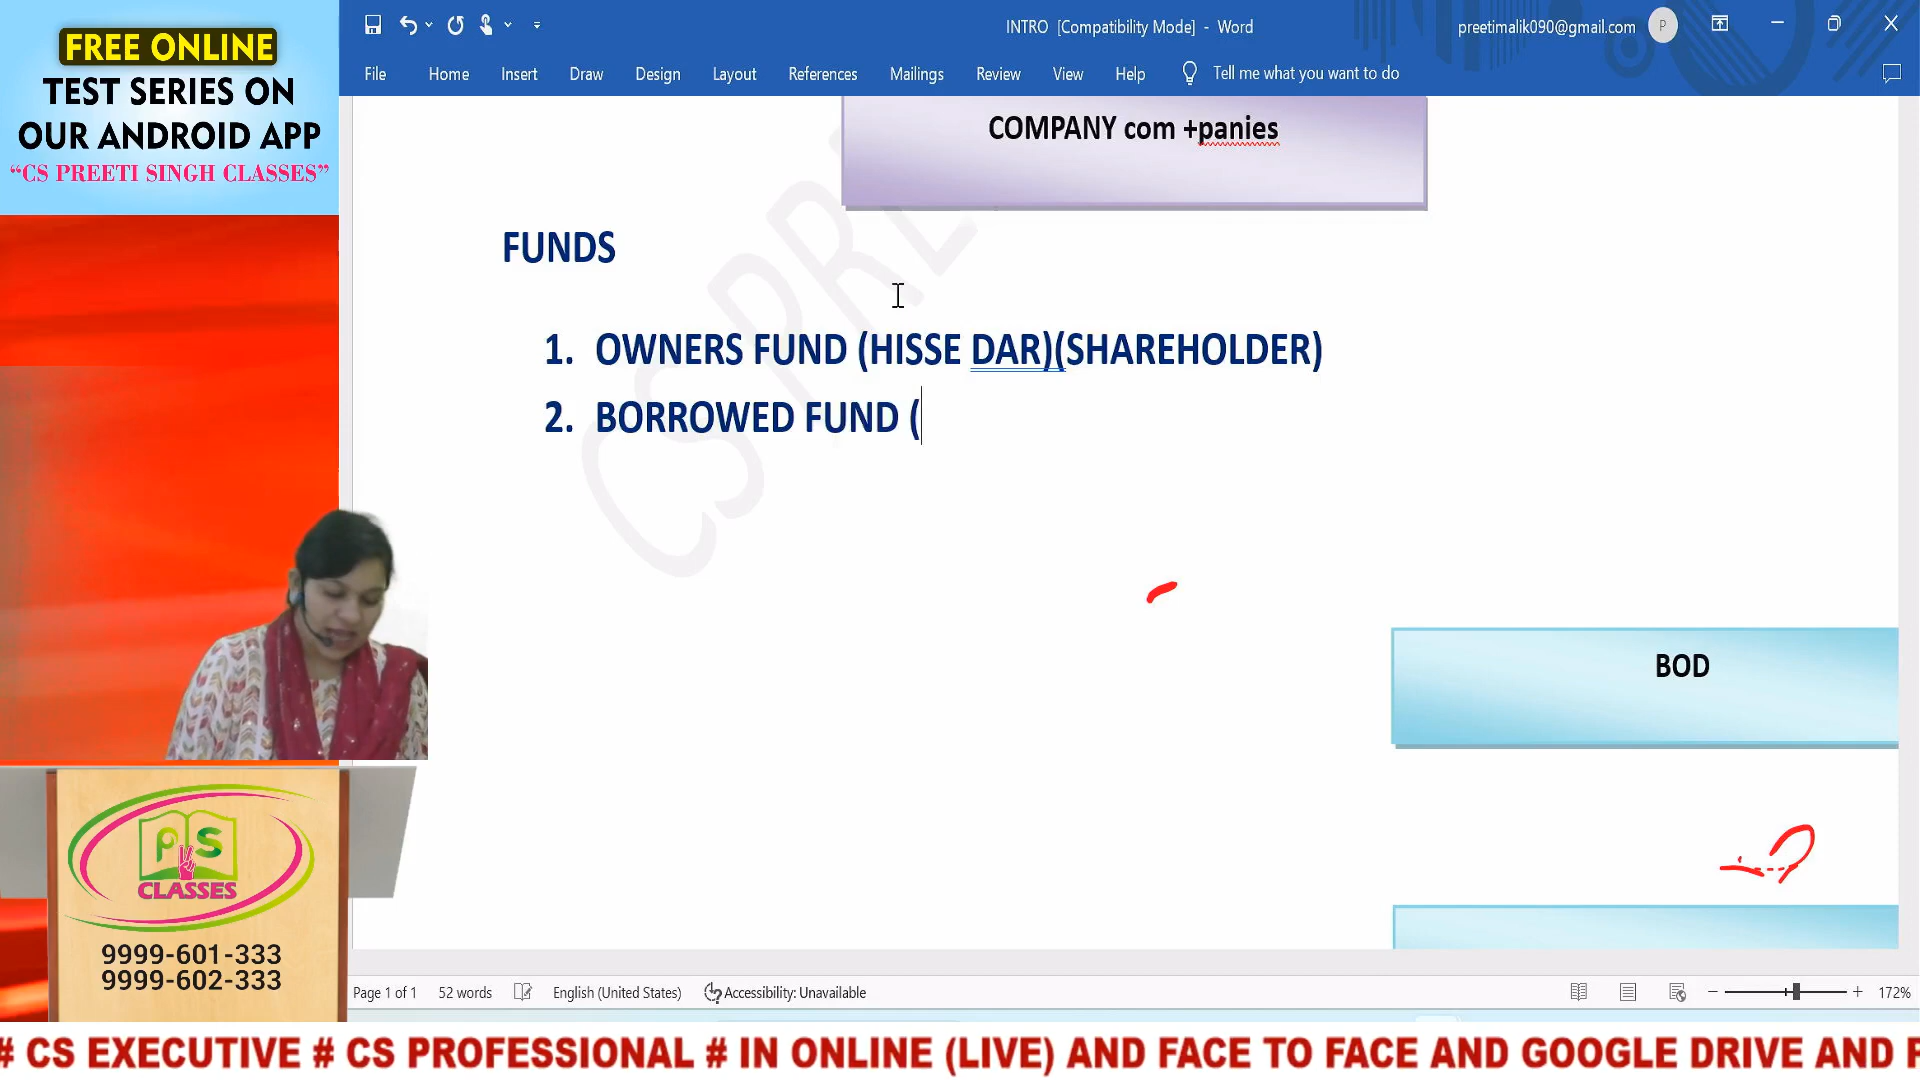 FREE ONLINE
TEST SERIES ON
OUR ANDROID APP
“CS PREETI SINGH CLASSES”
INTRO [Compatibility Mode] - Word
preetimalik090@gmail.com
P
File Home Insert Draw Design Layout References Mailings Review View Help Tell me what you want to do
COMPANY com +panies
FUNDS
1. OWNERS FUND (HISSE DAR)(SHAREHOLDER)
2. BORROWED FUND (
CS PRE
BOD
PS
CLASSES
9999-601-333
9999-602-333
Page 1 of 1 52 words English (United States) Accessibility: Unavailable 172%
# CS EXECUTIVE # CS PROFESSIONAL # IN ONLINE (LIVE) AND FACE TO FACE AND GOOGLE DRIVE AND